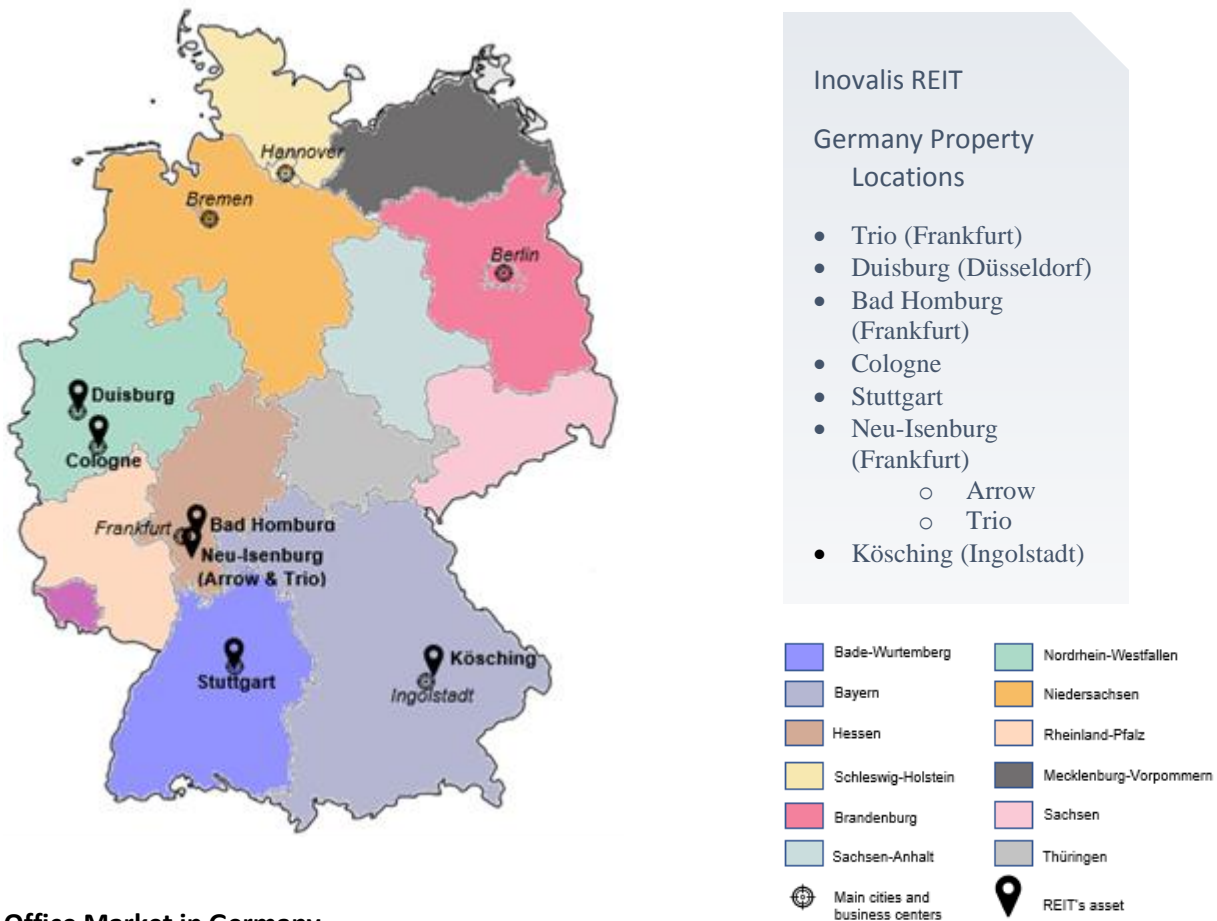 Hannover
Bremen
Berlin
Duisburg
Cologne
Frankfurt
Bad Homburg
Neu-Isenburg
(Arrow & Trio)
Stuttgart
Kösching
Ingolstadt
Inovalis REIT
Germany Property
Locations
• Trio (Frankfurt)
• Duisburg (Düsseldorf)
• Bad Homburg
(Frankfurt)
• Cologne
• Stuttgart
• Neu-Isenburg
(Frankfurt)
o Arrow
o Trio
• Kösching (Ingolstadt)
Bade-Wurtemberg
Nordrhein-Westfallen
Bayern
Niedersachsen
Hessen
Rheinland-Pfalz
Schleswig-Holstein
Mecklenburg-Vorpommern
Brandenburg
Sachsen
Sachsen-Anhalt
Thüringen
Main cities and
business centers
REIT's asset
Office Market in Germany